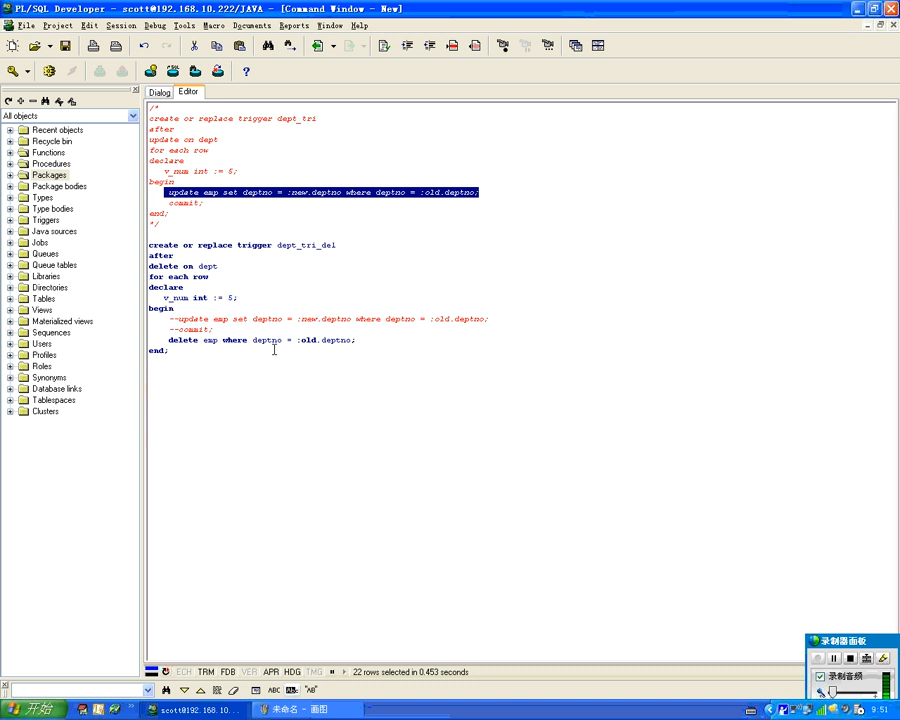 PL/SQL Developer - scott@192.168.10.222/JAVA - [Command Window - New]
File Project Edit Session Debug Tools Macro Documents Reports Window Help
Dialog Editor
All objects
Recent objects
Recycle bin
Functions
Procedures
Packages
Package bodies
Types
Type bodies
Triggers
Java sources
Jobs
Queues
Queue tables
Libraries
Directories
Tables
Views
Materialized views
Sequences
Users
Profiles
Roles
Synonyms
Database links
Tablespaces
Clusters
/*
create or replace trigger dept_tri
after
update on dept
for each row
declare
v_num int := 5;
begin
update emp set deptno = :new.deptno where deptno = :old.deptno;
commit;
end;
*/
create or replace trigger dept_tri_del
after
delete on dept
for each row
declare
v_num int := 5;
begin
--update emp set deptno = :new.deptno where deptno = :old.deptno;
--commit;
delete emp where deptno = :old.deptno;
end;
录制器面板
录制音频
ECH TRM FDB VER APR HDG TMG 22 rows selected in 0.453 seconds
ABC "AB"
开始 scott@192.168.10... 未命名 - 画图 9:51